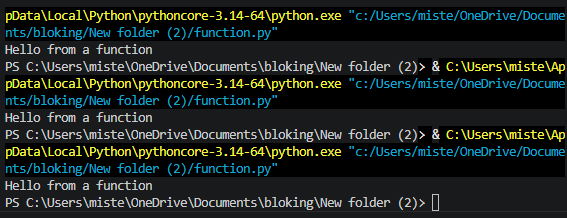 pData\Local\Python\pythoncore-3.14-64\python.exe "c:/Users/miste/OneDrive/Docume
nts/bloking/New folder (2)/function.py"
Hello from a function
PS C:\Users\miste\OneDrive\Documents\bloking\New folder (2)> & C:\Users\miste\Ap
pData\Local\Python\pythoncore-3.14-64\python.exe "c:/Users/miste/OneDrive/Docume
nts/bloking/New folder (2)/function.py"
Hello from a function
PS C:\Users\miste\OneDrive\Documents\bloking\New folder (2)> & C:\Users\miste\Ap
pData\Local\Python\pythoncore-3.14-64\python.exe "c:/Users/miste/OneDrive/Docume
nts/bloking/New folder (2)/function.py"
Hello from a function
PS C:\Users\miste\OneDrive\Documents\bloking\New folder (2)>